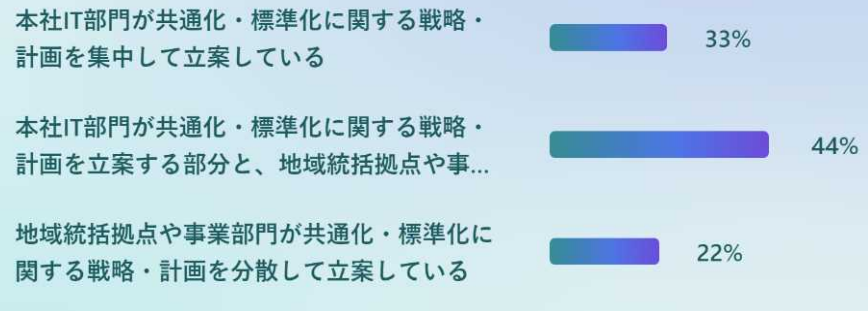 本社IT部門が共通化・標準化に関する戦略・
計画を集中して立案している
33%
本社IT部門が共通化・標準化に関する戦略・
計画を立案する部分と、地域統括拠点や事...
44%
地域統括拠点や事業部門が共通化・標準化に
関する戦略・計画を分散して立案している
22%